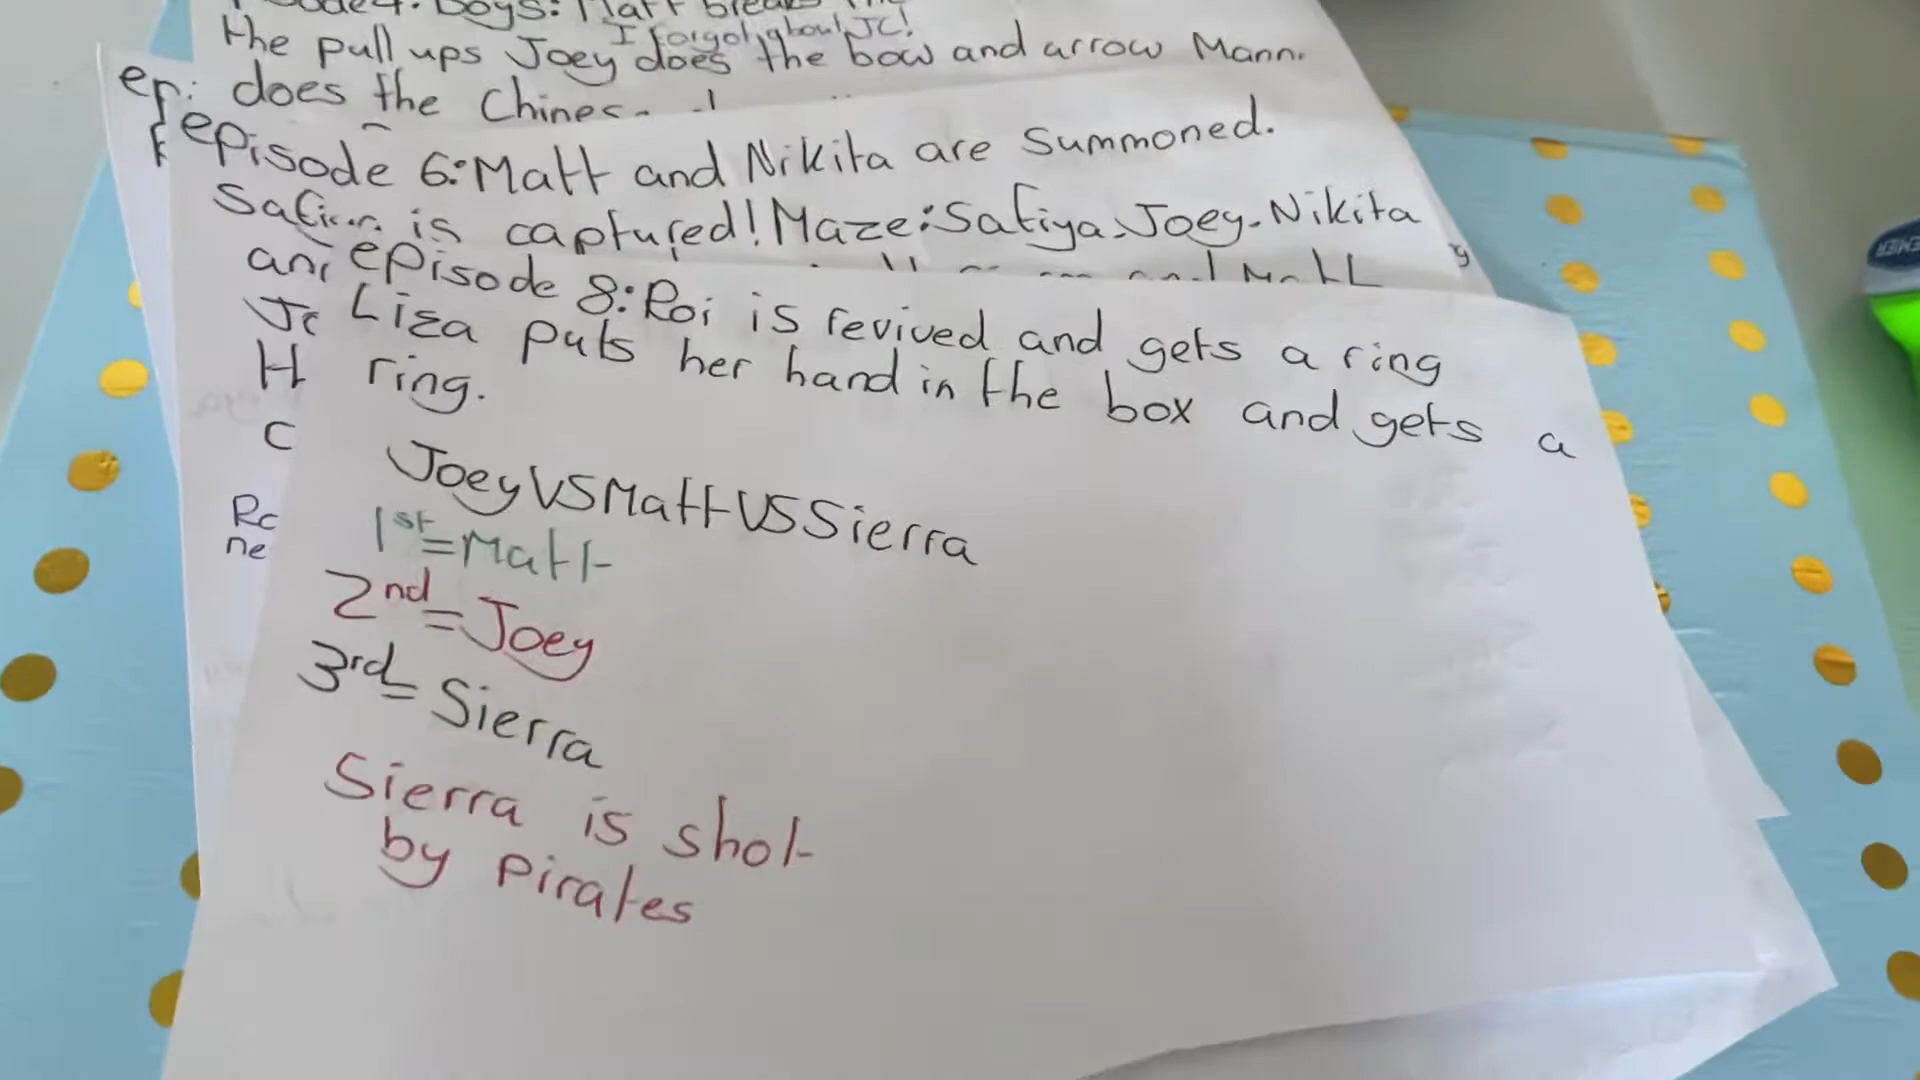 I forgot about JC!
the pull ups Joey does the bow and arrow Mann.
ep:
does the
episode 6: Matt and Nikita are summoned.
is captured! Maze: Safiya, Joey, Nikita
episode 8: Roi is revived and gets a ring
Liza puts her hand in the box and gets a
ring.
Joey VS Matt VS Sierra
1st = Matt
2nd = Joey
3rd = Sierra
Sierra is shot
by pirates